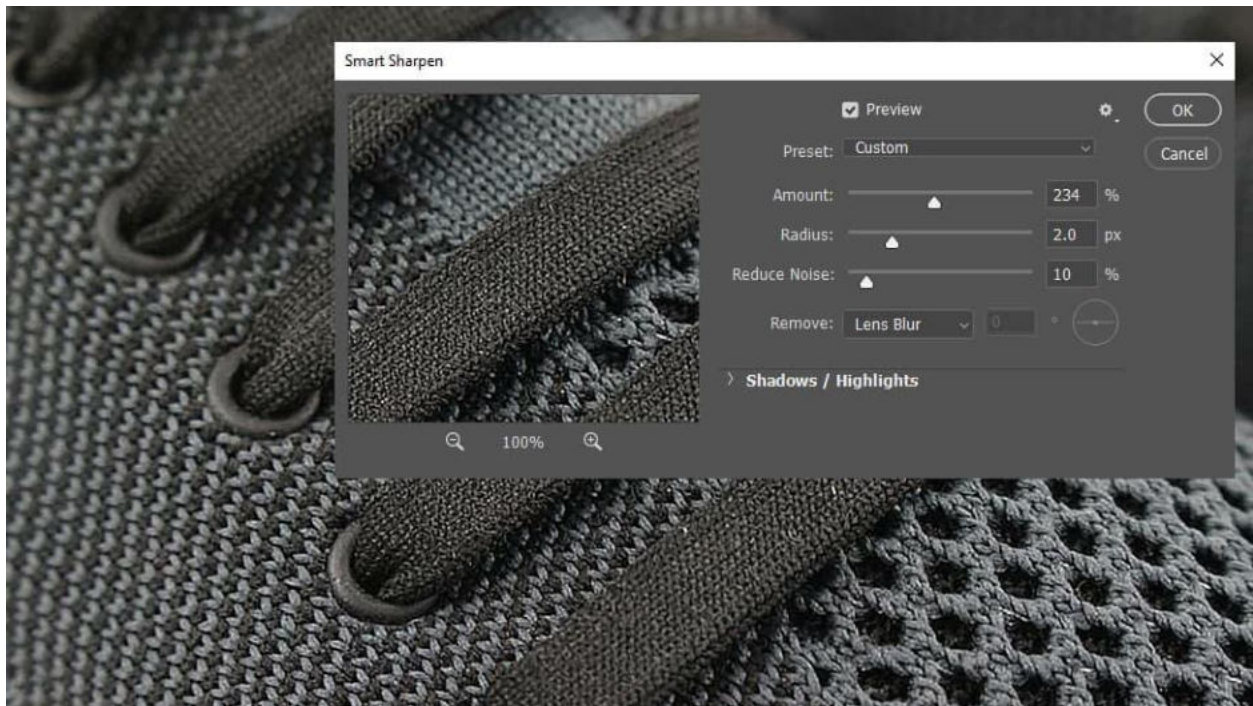 Smart Sharpen
Preview
OK
Preset: Custom
Cancel
Amount: 234 %
Radius: 2.0 px
Reduce Noise: 10 %
Remove: Lens Blur 0 °
Shadows / Highlights
100%